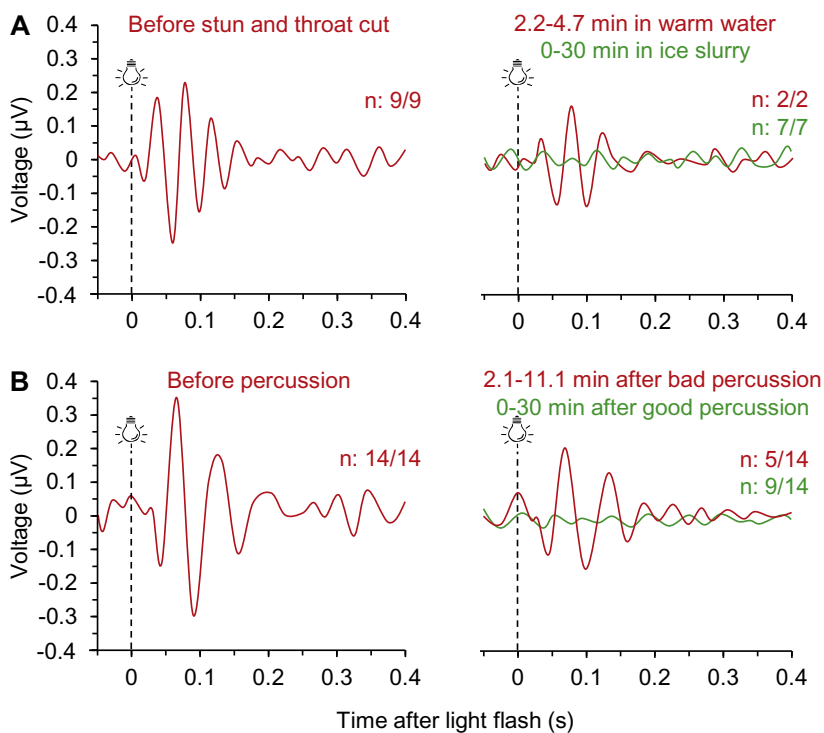 A
Before stun and throat cut
n: 9/9
Voltage (µV)
0.4
0.3
0.2
0.1
0
-0.1
-0.2
-0.3
-0.4
0 0.1 0.2 0.3 0.4
2.2-4.7 min in warm water
0-30 min in ice slurry
n: 2/2
n: 7/7
0 0.1 0.2 0.3 0.4
B
Before percussion
n: 14/14
Voltage (µV)
0.4
0.3
0.2
0.1
0
-0.1
-0.2
-0.3
-0.4
0 0.1 0.2 0.3 0.4
2.1-11.1 min after bad percussion
0-30 min after good percussion
n: 5/14
n: 9/14
0 0.1 0.2 0.3 0.4
Time after light flash (s)